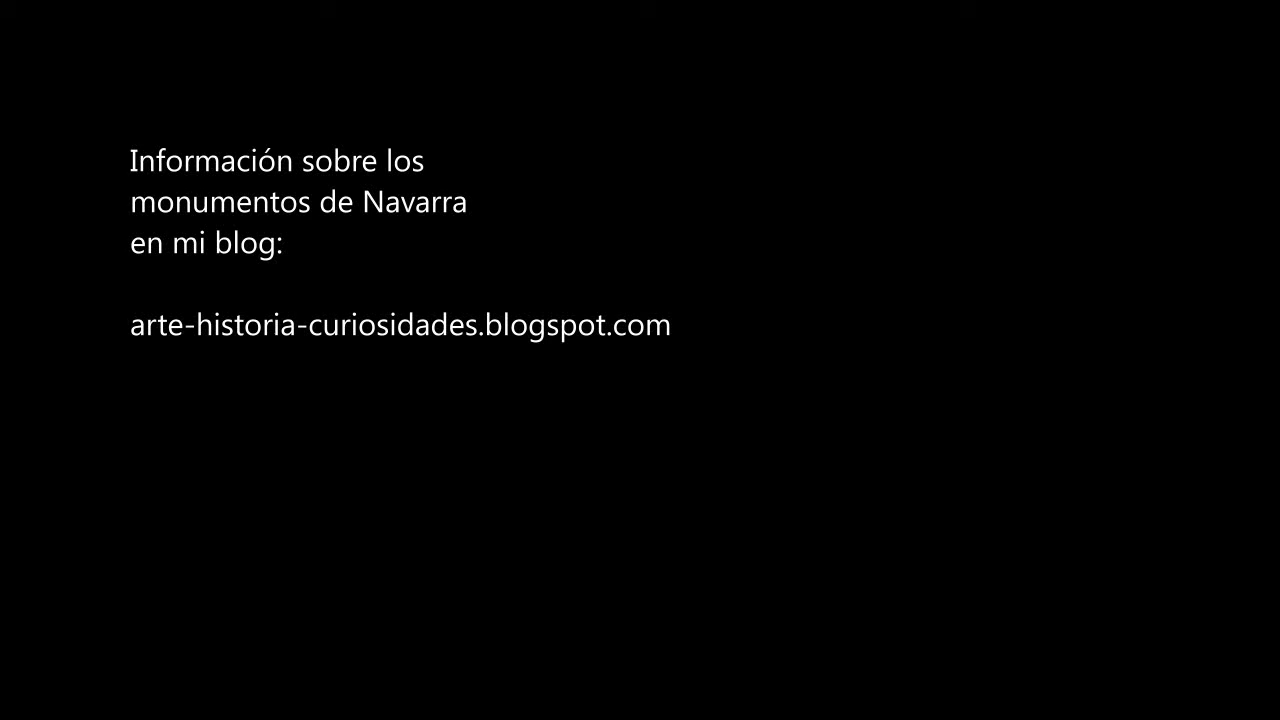 Información sobre los
monumentos de Navarra
en mi blog:
arte-historia-curiosidades.blogspot.com